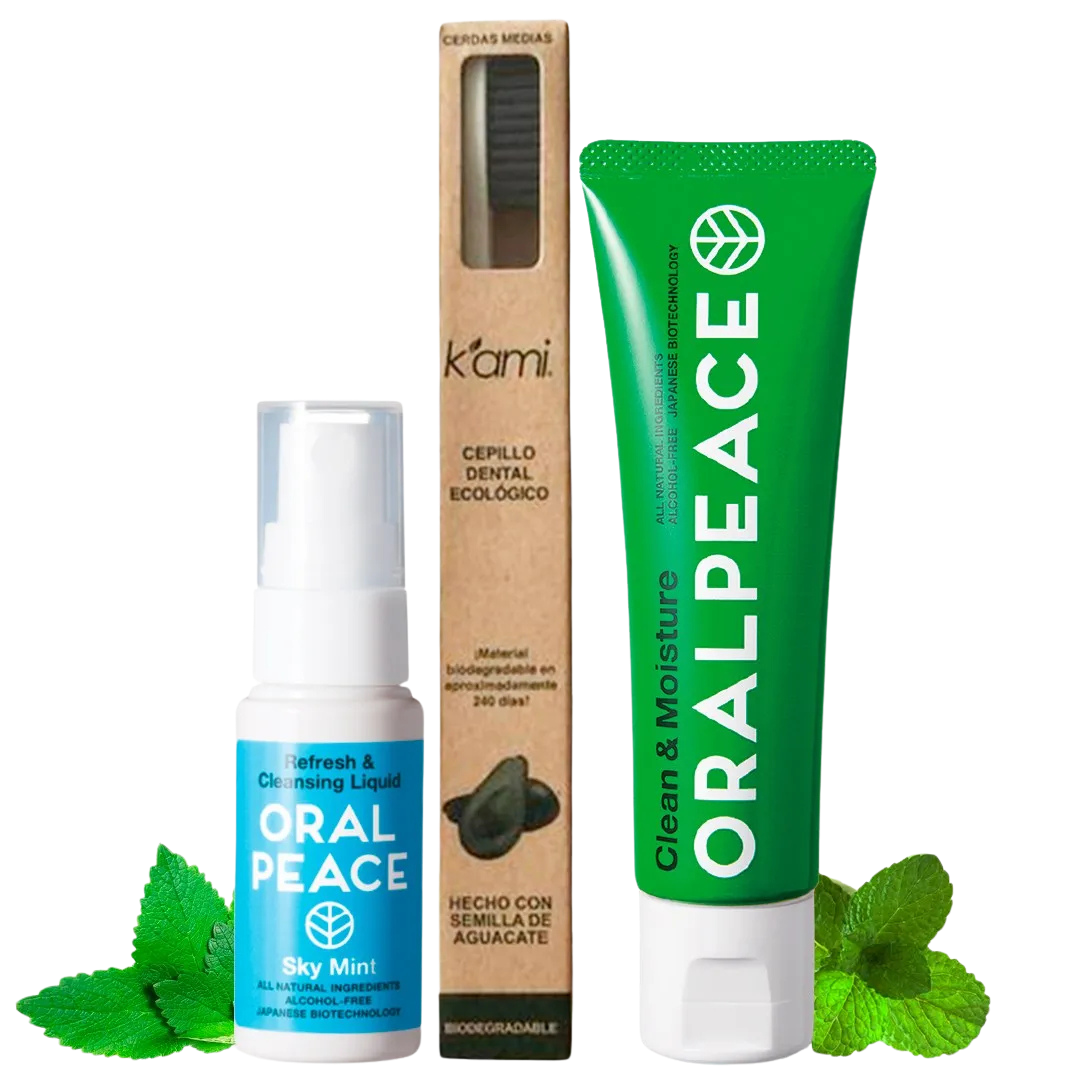 Refresh &
Cleansing Liquid
ORAL
PEACE
Sky Mint
ALL NATURAL INGREDIENTS
ALCOHOL-FREE
JAPANESE BIOTECHNOLOGY
CERDAS MEDIAS
k'ami
CEPILLO
DENTAL
ECOLÓGICO
¡Material
biodegradable en
aproximadamente
240 días!
HECHO CON
SEMILLA DE
AGUACATE
BIODEGRADABLE
ALL NATURAL INGREDIENTS
ALCOHOL-FREE JAPANESE BIOTECHNOLOGY
Clean & Moisture
ORALPEACE